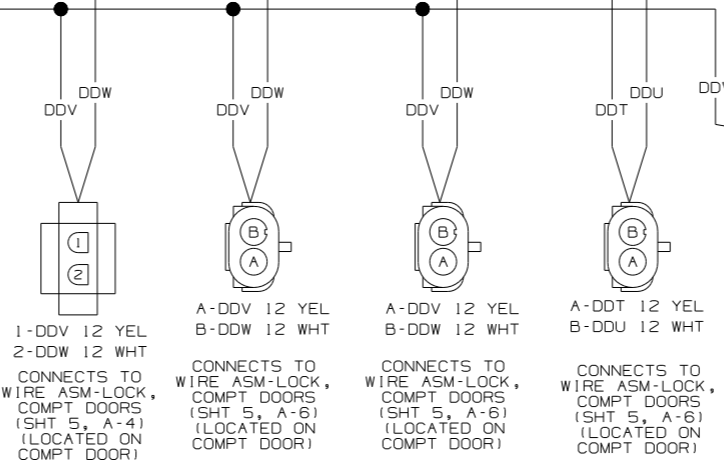 DDV DDW
DDV DDW
DDV DDW
DDT DDU
1
2
B
A
B
A
B
A
1-DDV 12 YEL
2-DDW 12 WHT
CONNECTS TO
WIRE ASM-LOCK,
COMPT DOORS
(SHT 5, A-4)
(LOCATED ON
COMPT DOOR)
A-DDV 12 YEL
B-DDW 12 WHT
CONNECTS TO
WIRE ASM-LOCK,
COMPT DOORS
(SHT 5, A-6)
(LOCATED ON
COMPT DOOR)
A-DDV 12 YEL
B-DDW 12 WHT
CONNECTS TO
WIRE ASM-LOCK,
COMPT DOORS
(SHT 5, A-6)
(LOCATED ON
COMPT DOOR)
A-DDT 12 YEL
B-DDU 12 WHT
CONNECTS TO
WIRE ASM-LOCK,
COMPT DOORS
(SHT 5, A-6)
(LOCATED ON
COMPT DOOR)